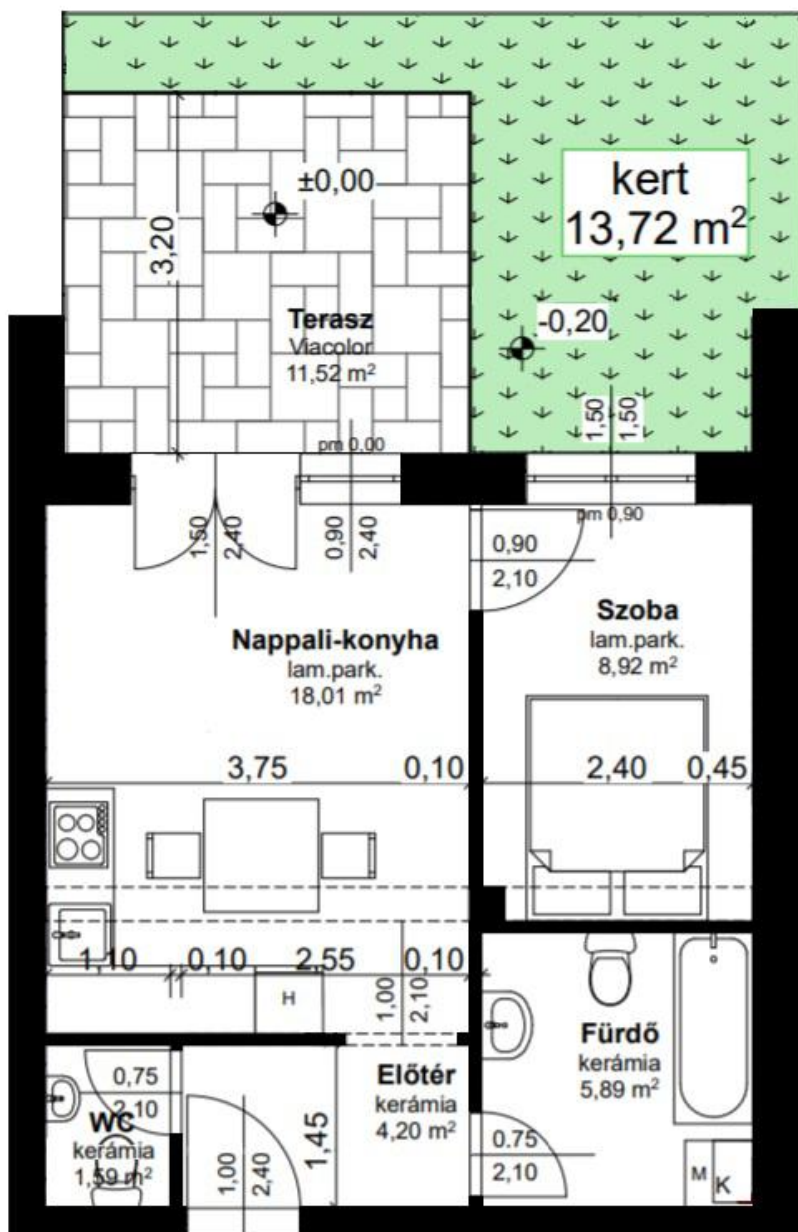 kert
13,72 m²
±0,00
3,20
-0,20
Terasz
Viacolor
11,52 m²
1,50
1,50
pm 0,00
pm 0,90
1,50
2,40
0,90
2,40
0,90
2,10
Nappali-konyha
lam.park.
18,01 m²
Szoba
lam.park.
8,92 m²
3,75
0,10
2,40
0,45
1,10
0,10
2,55
0,10
H
1,00
2,10
Fürdő
kerámia
5,89 m²
Előtér
kerámia
4,20 m²
0,75
2,10
WC
kerámia
1,59 m²
1,45
1,00
2,40
0.75
2,10
M
K